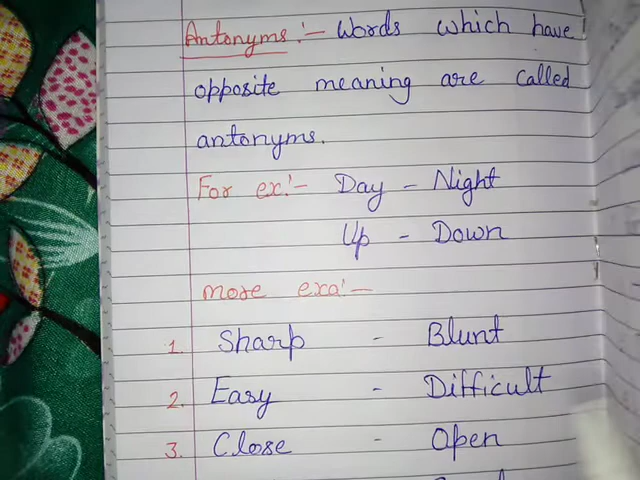 Antonyms :- Words which have
opposite meaning are called
antonyms.
For ex:- Day - Night
Up - Down
more exa:-
1. Sharp - Blunt
2. Easy - Difficult
3. Close - Open